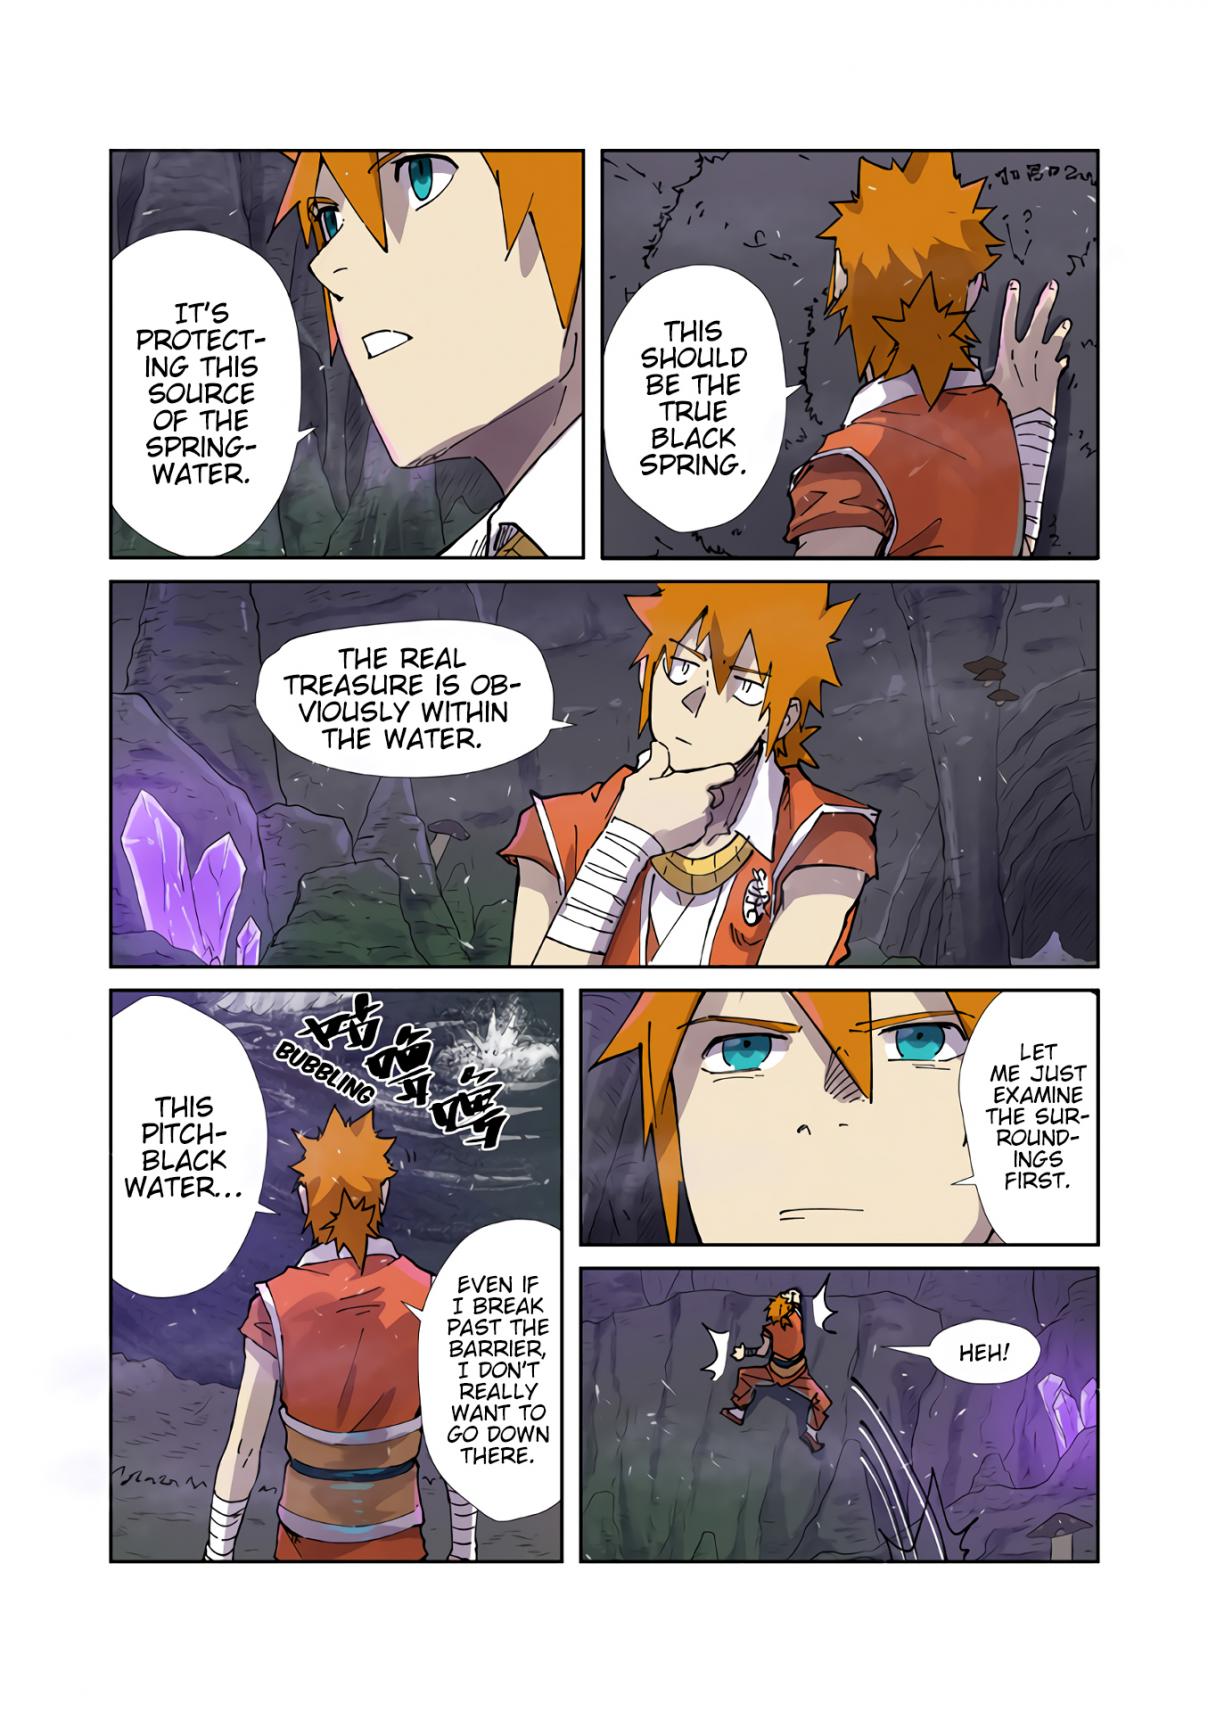 IT'S
PROTECT-
ING THIS
SOURCE
OF THE
SPRING-
WATER.
THIS
SHOULD
BE THE
TRUE
BLACK
SPRING.
THE REAL
TREASURE IS OB-
VIOUSLY WITHIN
THE WATER.
THIS
PITCH-
BLACK
WATER...
BUBBLING
EVEN IF
I BREAK
PAST THE
BARRIER,
I DON'T
REALLY
WANT TO
GO DOWN
THERE.
LET
ME JUST
EXAMINE
THE SUR-
ROUND-
INGS
FIRST.
HEH!